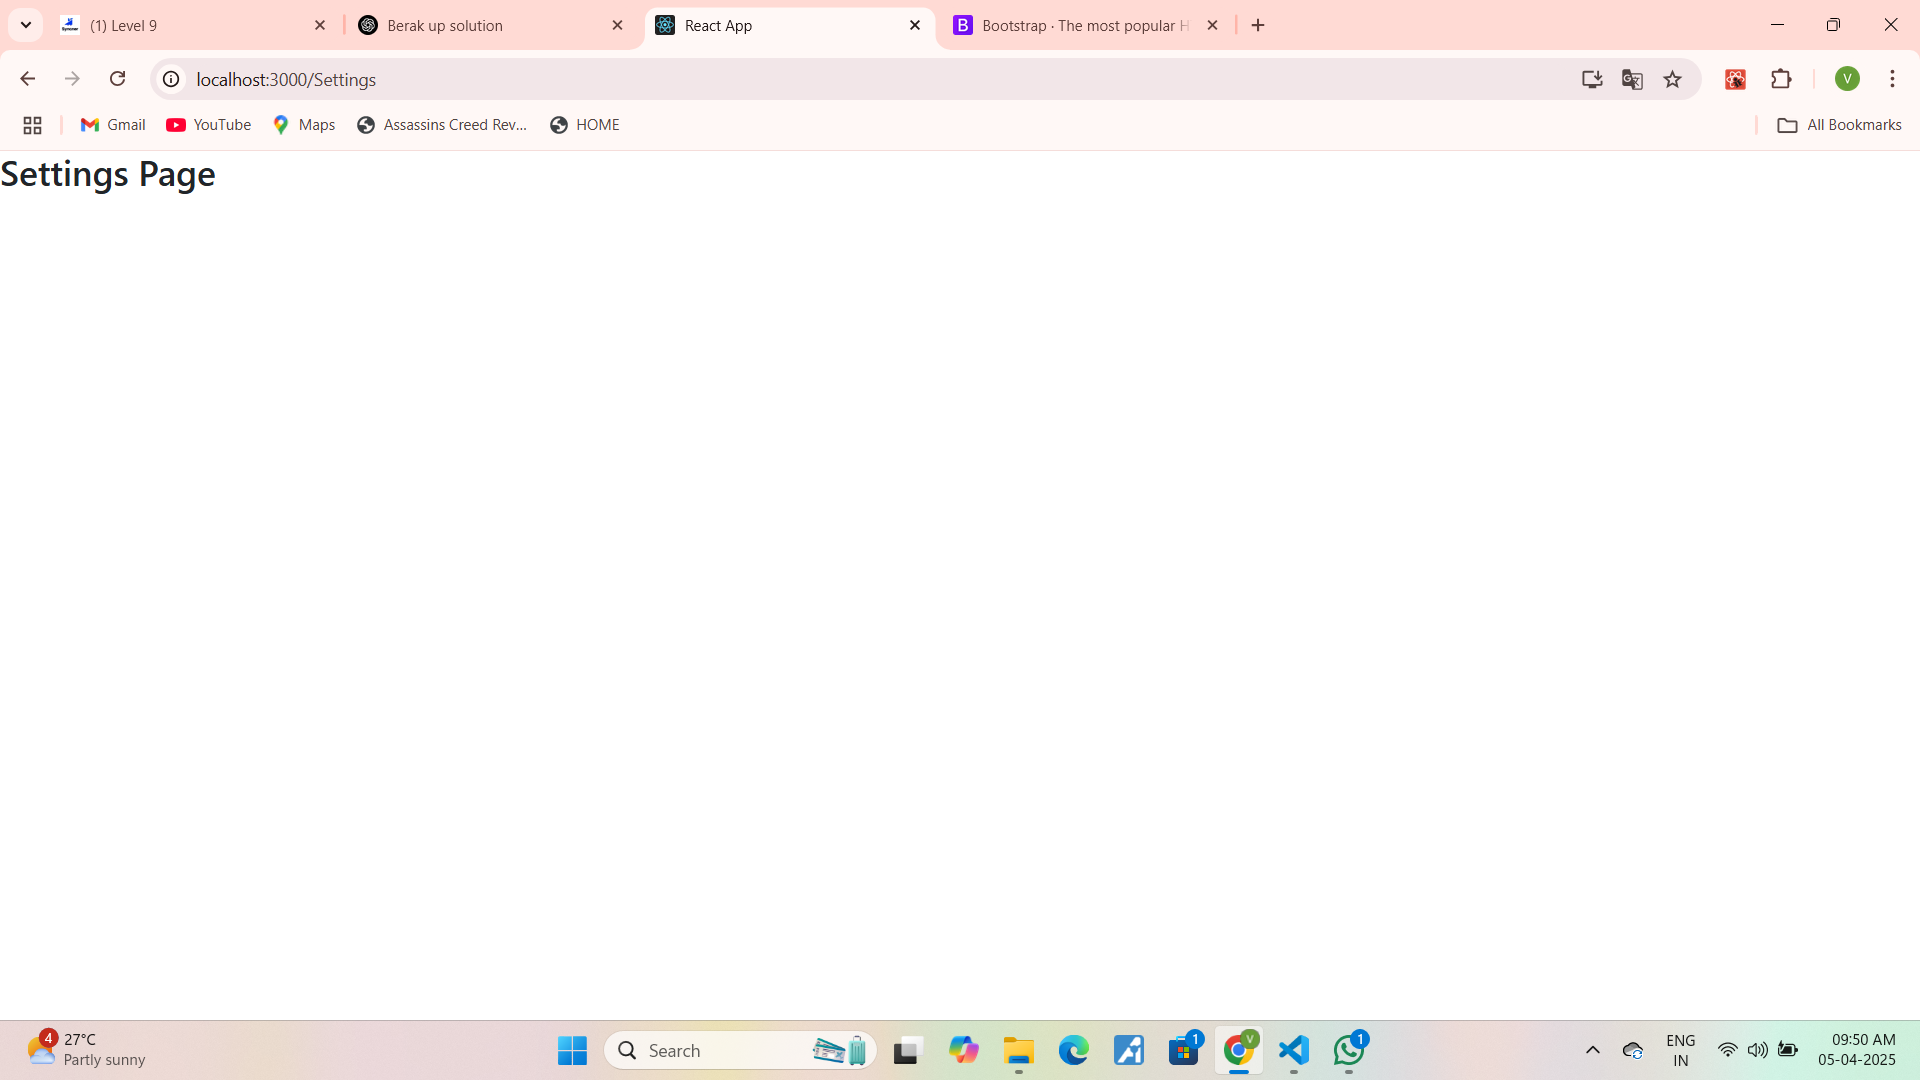 (1) Level 9
Berak up solution
React App
Bootstrap · The most popular H
localhost:3000/Settings
V
Gmail
YouTube
Maps
Assassins Creed Rev...
HOME
All Bookmarks
Settings Page
4
27°C
Partly sunny
Search
1
V
1
ENG
IN
09:50 AM
05-04-2025